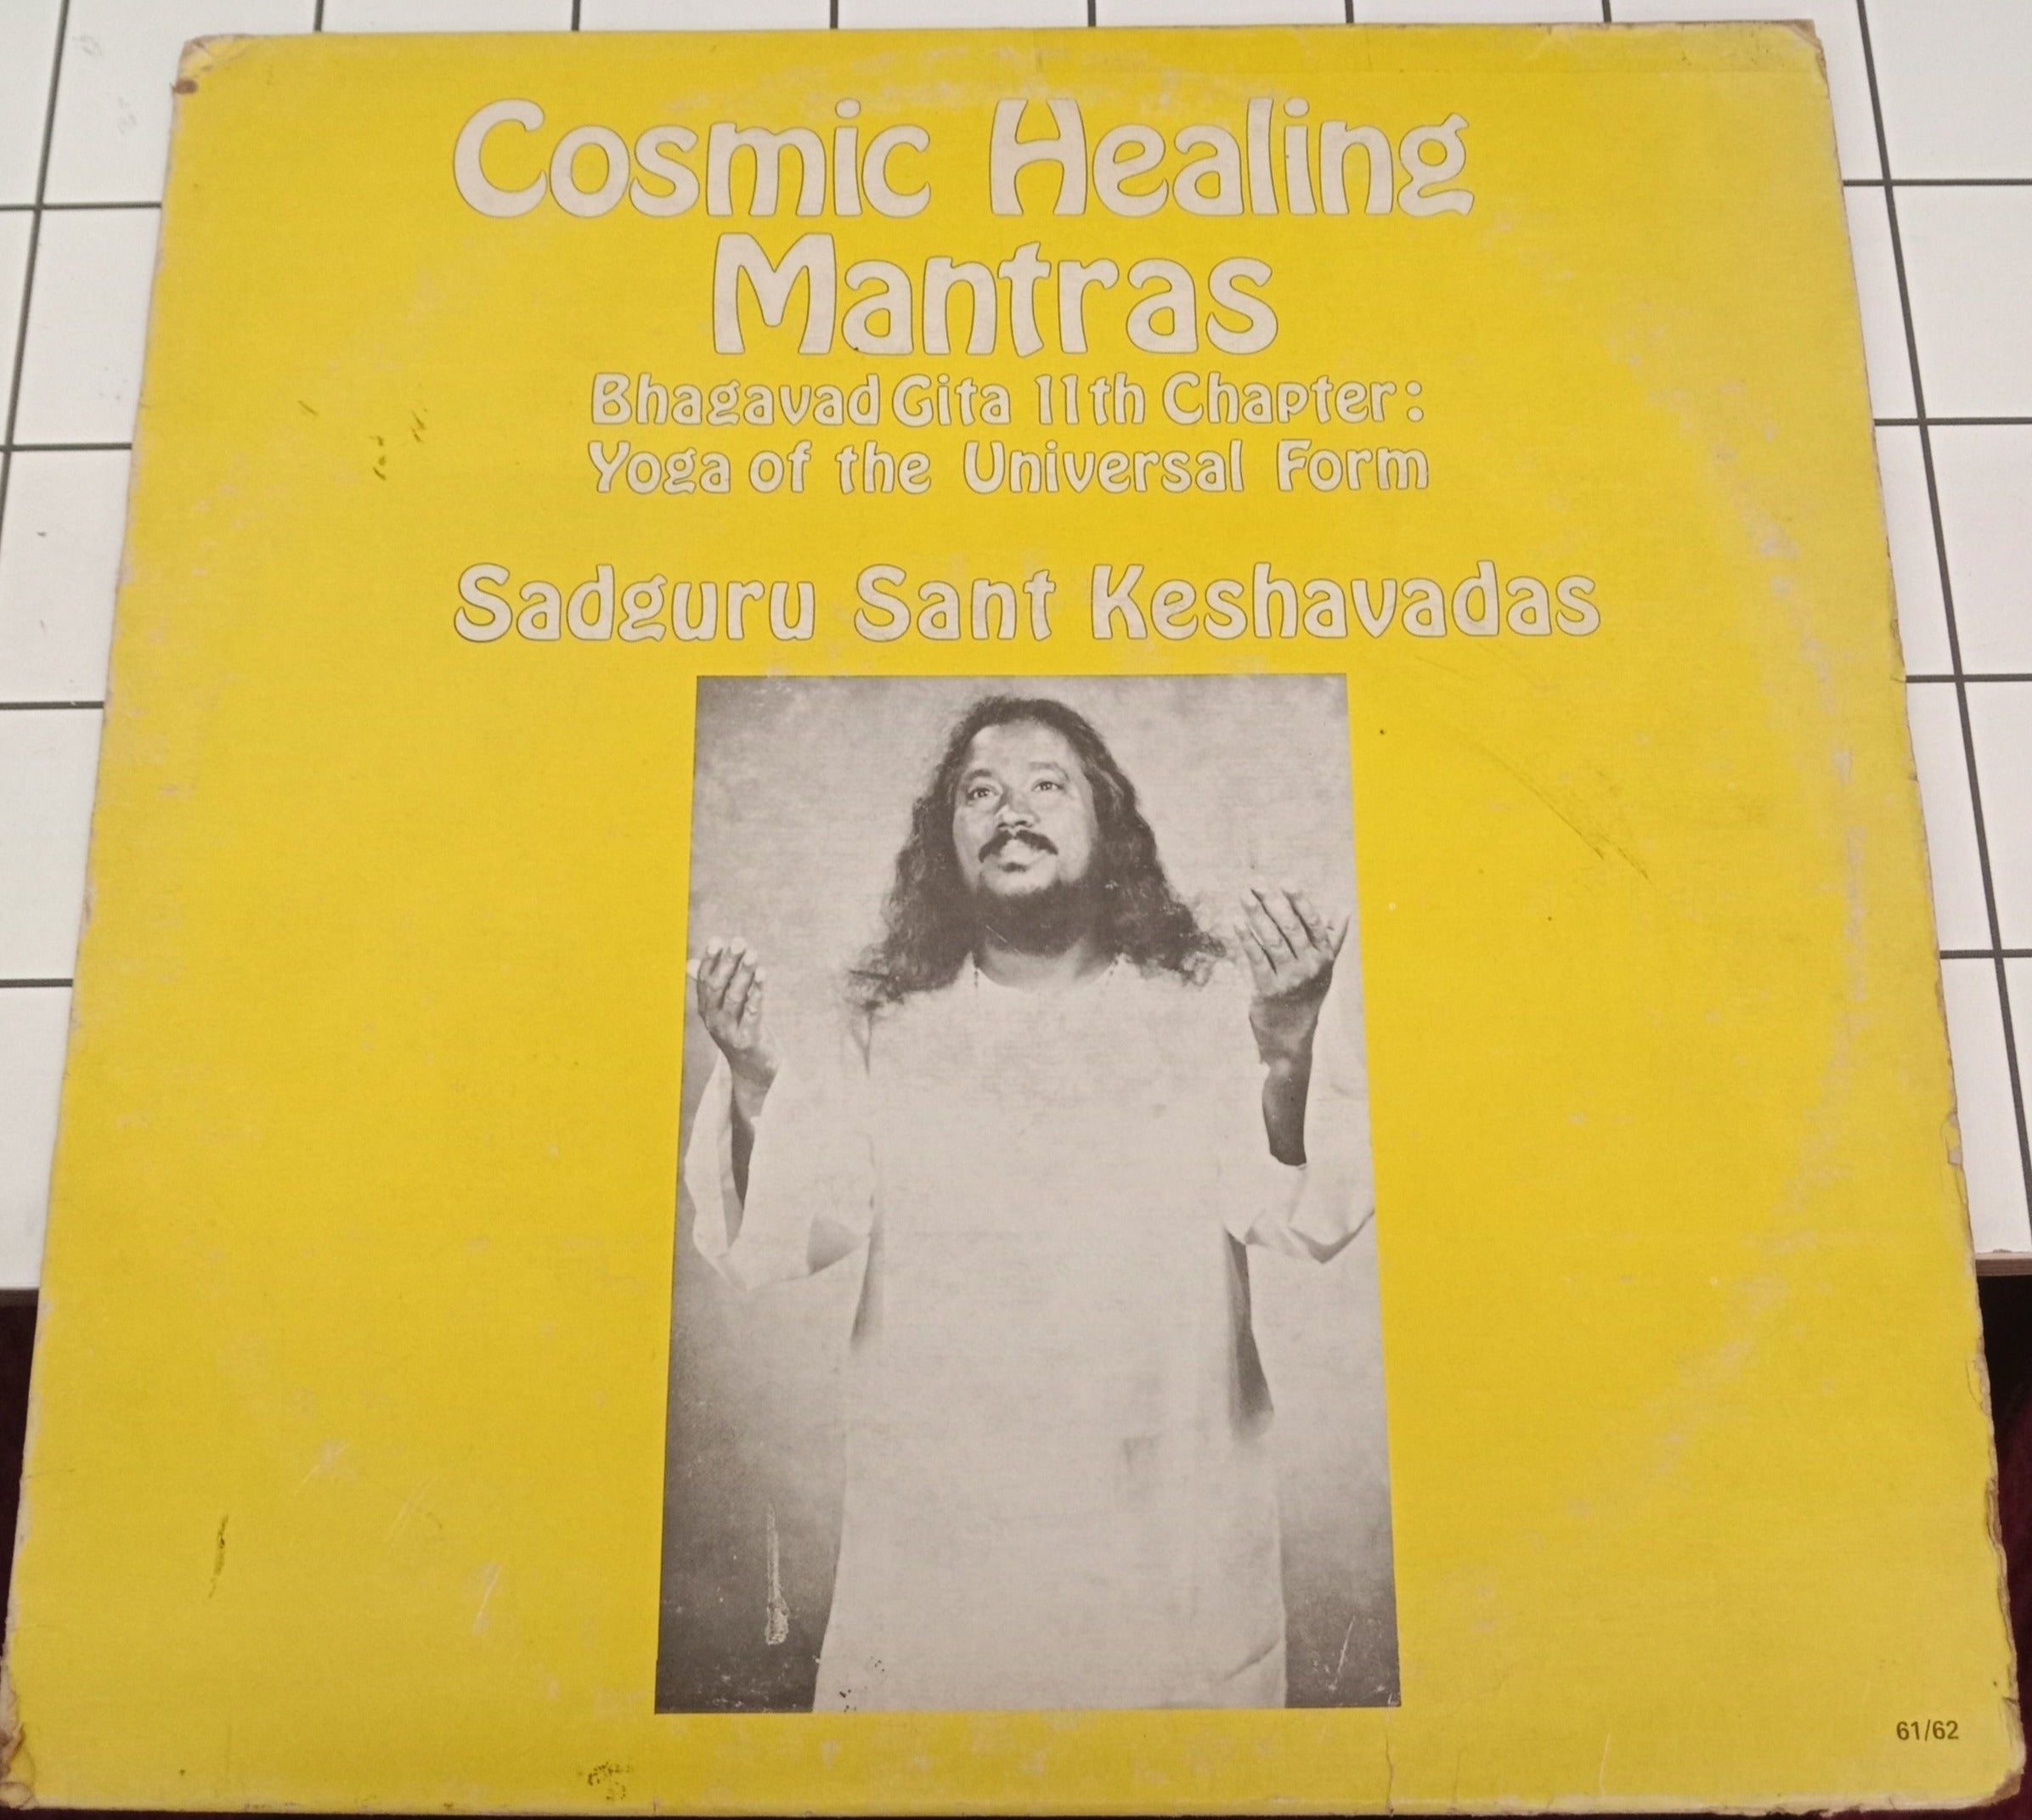 Cosmic Healing
Mantras
Bhagavad Gita 11th Chapter:
Yoga of the Universal Form
Sadguru Sant Keshavadas
61/62